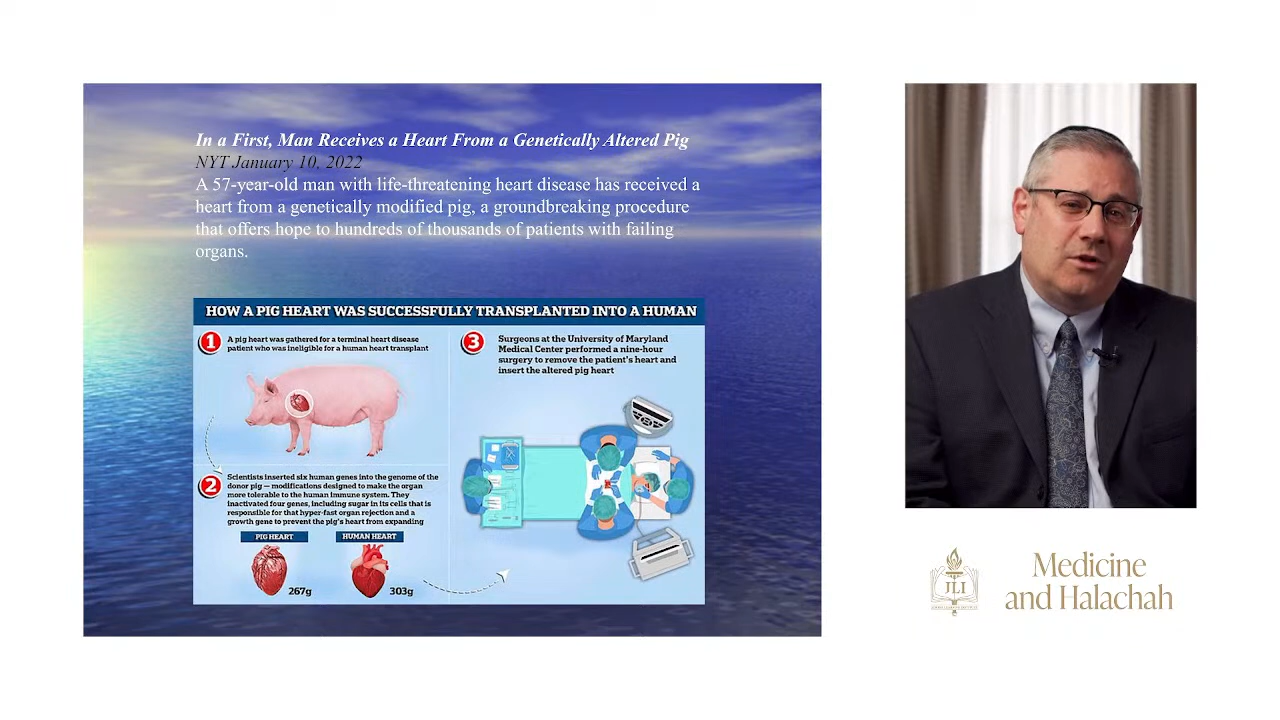 In a First, Man Receives a Heart From a Genetically Altered Pig
NYT January 10, 2022
A 57-year-old man with life-threatening heart disease has received a
heart from a genetically modified pig, a groundbreaking procedure
that offers hope to hundreds of thousands of patients with failing
organs.
HOW A PIG HEART WAS SUCCESSFULLY TRANSPLANTED INTO A HUMAN
1
A pig heart was gathered for a terminal heart disease
patient who was ineligible for a human heart transplant
2
Scientists inserted six human genes into the genome of the
donor pig — modifications designed to make the organ
more tolerable to the human immune system. They
inactivated four genes, including sugar in its cells that is
responsible for that hyper-fast organ rejection and a
growth gene to prevent the pig's heart from expanding
PIG HEART
267g
HUMAN HEART
303g
3
Surgeons at the University of Maryland
Medical Center performed a nine-hour
surgery to remove the patient's heart and
insert the altered pig heart
JLI
Medicine
and Halachah